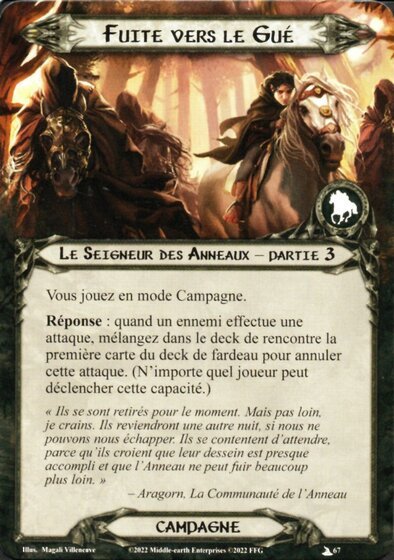 Fuite vers le Gué
Le Seigneur des Anneaux – partie 3
Vous jouez en mode Campagne.
Réponse : quand un ennemi effectue une
attaque, mélangez dans le deck de rencontre la
première carte du deck de fardeau pour annuler
cette attaque. (N'importe quel joueur peut
déclencher cette capacité.)
« Ils se sont retirés pour le moment. Mais pas loin,
je crains. Ils reviendront une autre nuit, si nous ne
pouvons nous échapper. Ils se contentent d'attendre,
parce qu'ils croient que leur dessein est presque
accompli et que l'Anneau ne peut fuir beaucoup
plus loin. »
– Aragorn, La Communauté de l'Anneau
CAMPAGNE
Illus. Magali Villeneuve ©2022 Middle-earth Enterprises ©2022 FFG 67